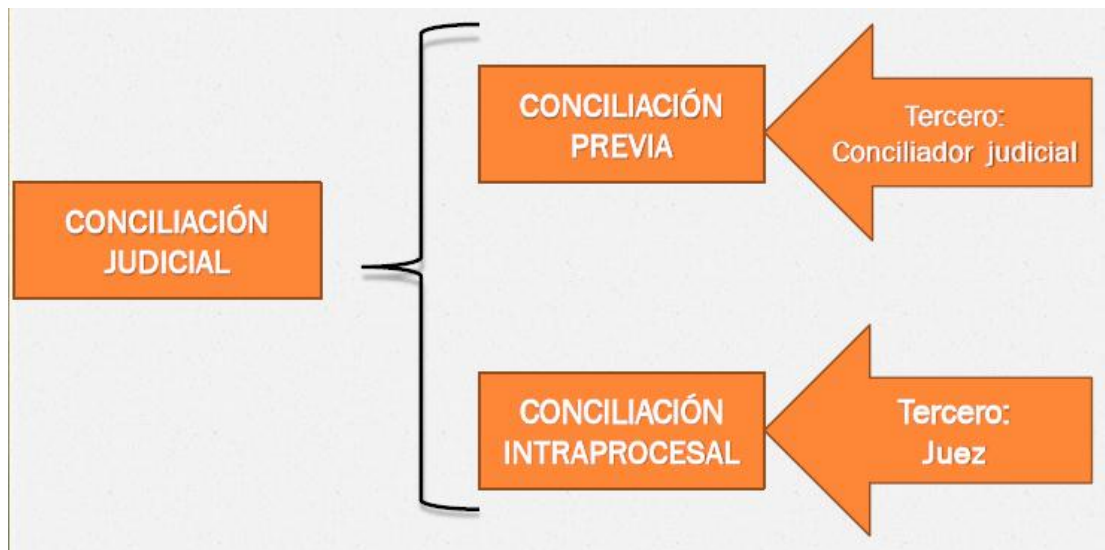 CONCILIACIÓN
JUDICIAL
CONCILIACIÓN
PREVIA
Tercero:
Conciliador judicial
CONCILIACIÓN
INTRAPROCESAL
Tercero:
Juez